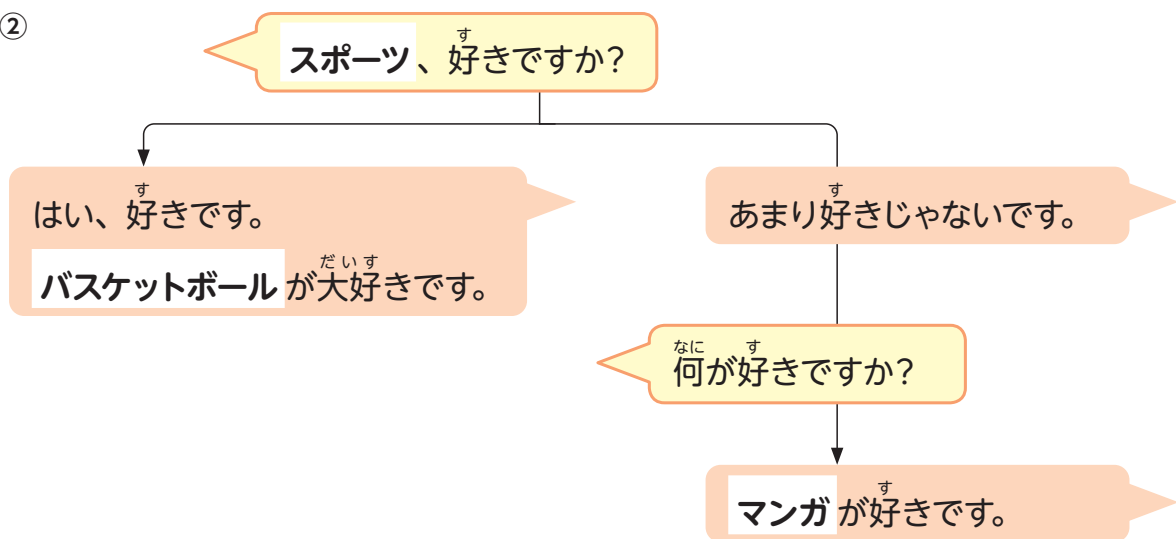 ②
スポーツ、好きですか？
はい、好きです。
バスケットボールが大好きです。
あまり好きじゃないです。
何が好きですか？
マンガが好きです。